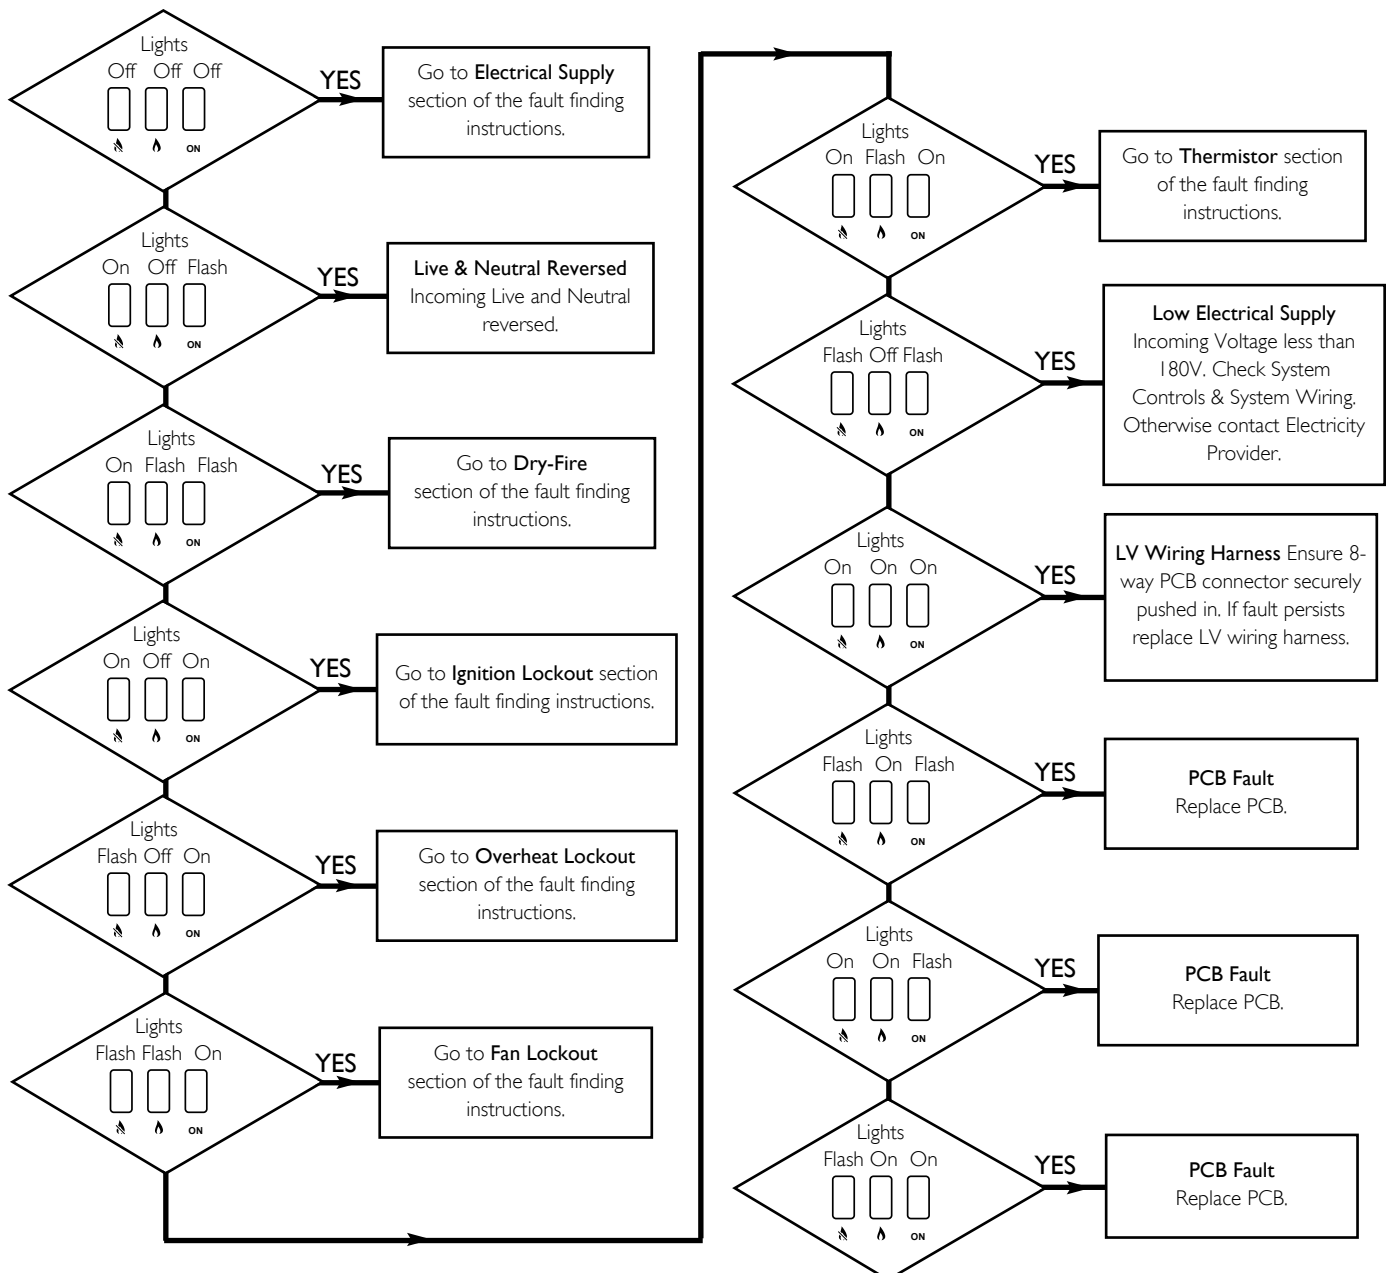 Lights
Off Off Off
ON
YES
Go to Electrical Supply
section of the fault finding
instructions.
Lights
On Off Flash
ON
YES
Live & Neutral Reversed
Incoming Live and Neutral
reversed.
Lights
On Flash Flash
ON
YES
Go to Dry-Fire
section of the fault finding
instructions.
Lights
On Off On
ON
YES
Go to Ignition Lockout section
of the fault finding instructions.
Lights
Flash Off On
ON
YES
Go to Overheat Lockout
section of the fault finding
instructions.
Lights
Flash Flash On
ON
YES
Go to Fan Lockout
section of the fault finding
instructions.
Lights
On Flash On
ON
YES
Go to Thermistor section
of the fault finding
instructions.
Lights
Flash Off Flash
ON
YES
Low Electrical Supply
Incoming Voltage less than
180V. Check System
Controls & System Wiring.
Otherwise contact Electricity
Provider.
Lights
On On On
ON
YES
LV Wiring Harness Ensure 8-
way PCB connector securely
pushed in. If fault persists
replace LV wiring harness.
Lights
Flash On Flash
ON
YES
PCB Fault
Replace PCB.
Lights
On On Flash
ON
YES
PCB Fault
Replace PCB.
Lights
Flash On On
ON
YES
PCB Fault
Replace PCB.